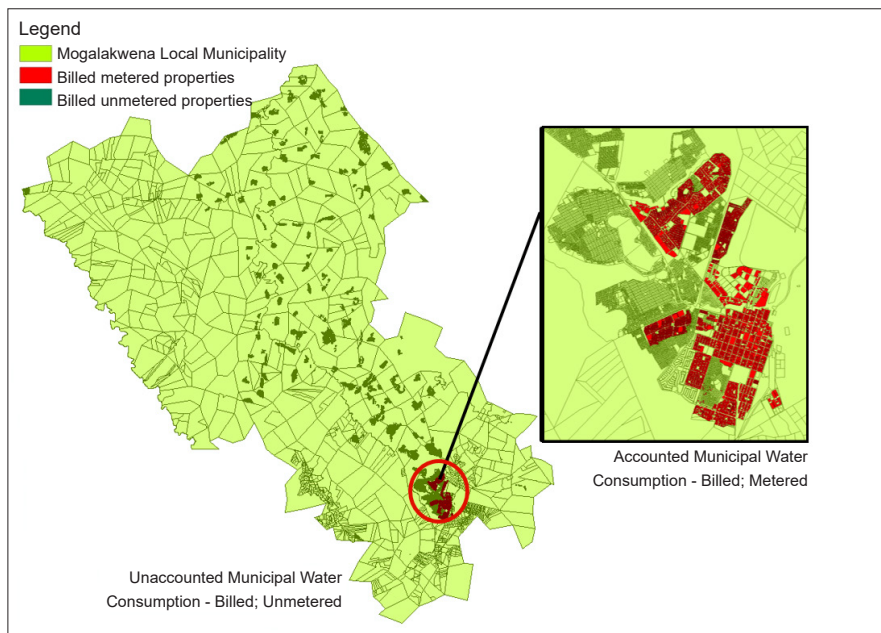 Legend
Mogalakwena Local Municipality
Billed metered properties
Billed unmetered properties
Accounted Municipal Water
Consumption - Billed; Metered
Unaccounted Municipal Water
Consumption - Billed; Unmetered